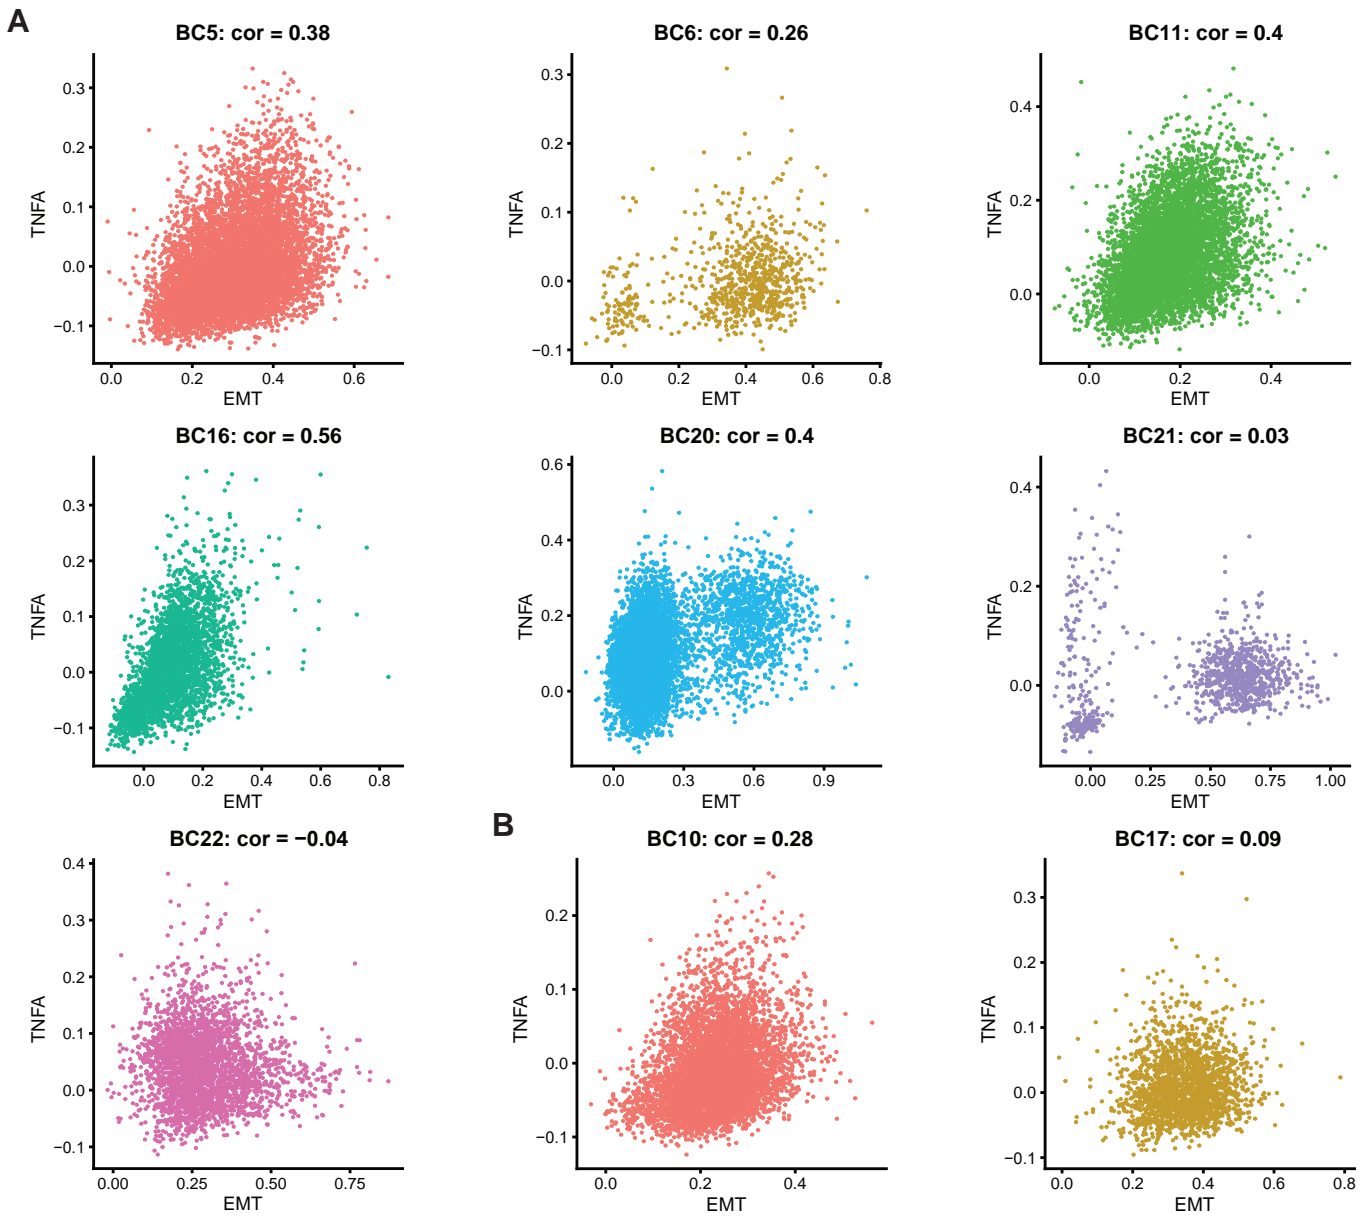 A
BC5: cor = 0.38
BC6: cor = 0.26
BC11: cor = 0.4
TNFA
0.3
0.2
0.1
0.0
−0.1
0.0 0.2 0.4 0.6
EMT
TNFA
0.3
0.2
0.1
0.0
−0.1
0.0 0.2 0.4 0.6 0.8
EMT
TNFA
0.4
0.2
0.0
0.0 0.2 0.4
EMT
BC16: cor = 0.56
BC20: cor = 0.4
BC21: cor = 0.03
TNFA
0.3
0.2
0.1
0.0
−0.1
0.0 0.2 0.4 0.6 0.8
EMT
TNFA
0.6
0.4
0.2
0.0
0.0 0.3 0.6 0.9
EMT
TNFA
0.4
0.2
0.0
0.00 0.25 0.50 0.75 1.00
EMT
BC22: cor = −0.04
TNFA
0.4
0.3
0.2
0.1
0.0
−0.1
0.00 0.25 0.50 0.75
EMT
B
BC10: cor = 0.28
BC17: cor = 0.09
TNFA
0.2
0.1
0.0
−0.1
0.0 0.2 0.4
EMT
TNFA
0.3
0.2
0.1
0.0
−0.1
0.0 0.2 0.4 0.6 0.8
EMT